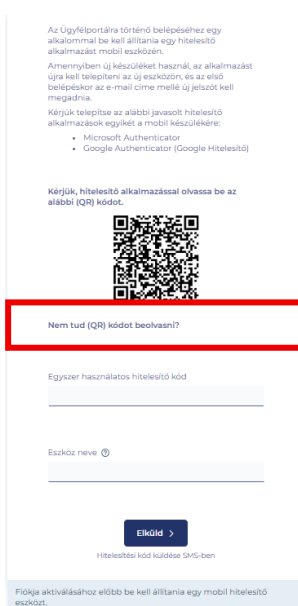 Az Ügyfélportálra történő belépéséhez egy
alkalommal be kell állítania egy hitelesítő
alkalmazást mobil eszközén.
Amennyiben új készüléket használ, az alkalmazást
újra kell telepíteni az új eszközön, és az első
belépéskor az e-mail címe mellé új jelszót kell
megadnia.
Kérjük telepítse az alábbi javasolt hitelesítő
alkalmazások egyikét a mobil készülékére:
• Microsoft Authenticator
• Google Authenticator (Google Hitelesítő)
Kérjük, hitelesítő alkalmazással olvassa be az
alábbi (QR) kódot.
Nem tud (QR) kódot beolvasni?
Egyszer használatos hitelesítő kód
Eszköz neve ?
Elküld >
Hitelesítési kód küldése SMS-ben
Fiókja aktiválásához előbb be kell állítania egy mobil hitelesítő
eszközt.